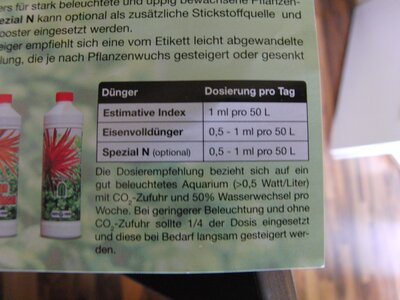 für stark beleuchtete und üppig bewachsene Pflanzen-
ezial N kann optional als zusätzliche Stickstoffquelle und
ooster eingesetzt werden.
eiger empfiehlt sich eine vom Etikett leicht abgewandelte
lung, die je nach Pflanzenwuchs gesteigert oder gesenkt
Dünger Dosierung pro Tag
Estimative Index 1 ml pro 50 L
Eisenvolldünger 0,5 - 1 ml pro 50 L
Spezial N (optional) 0,5 - 1 ml pro 50 L
Die Dosierempfehlung bezieht sich auf ein
gut beleuchtetes Aquarium (>0,5 Watt/Liter)
mit CO₂-Zufuhr und 50% Wasserwechsel pro
Woche. Bei geringerer Beleuchtung und ohne
CO₂-Zufuhr sollte 1/4 der Dosis eingesetzt
und diese bei Bedarf langsam gesteigert wer-
den.